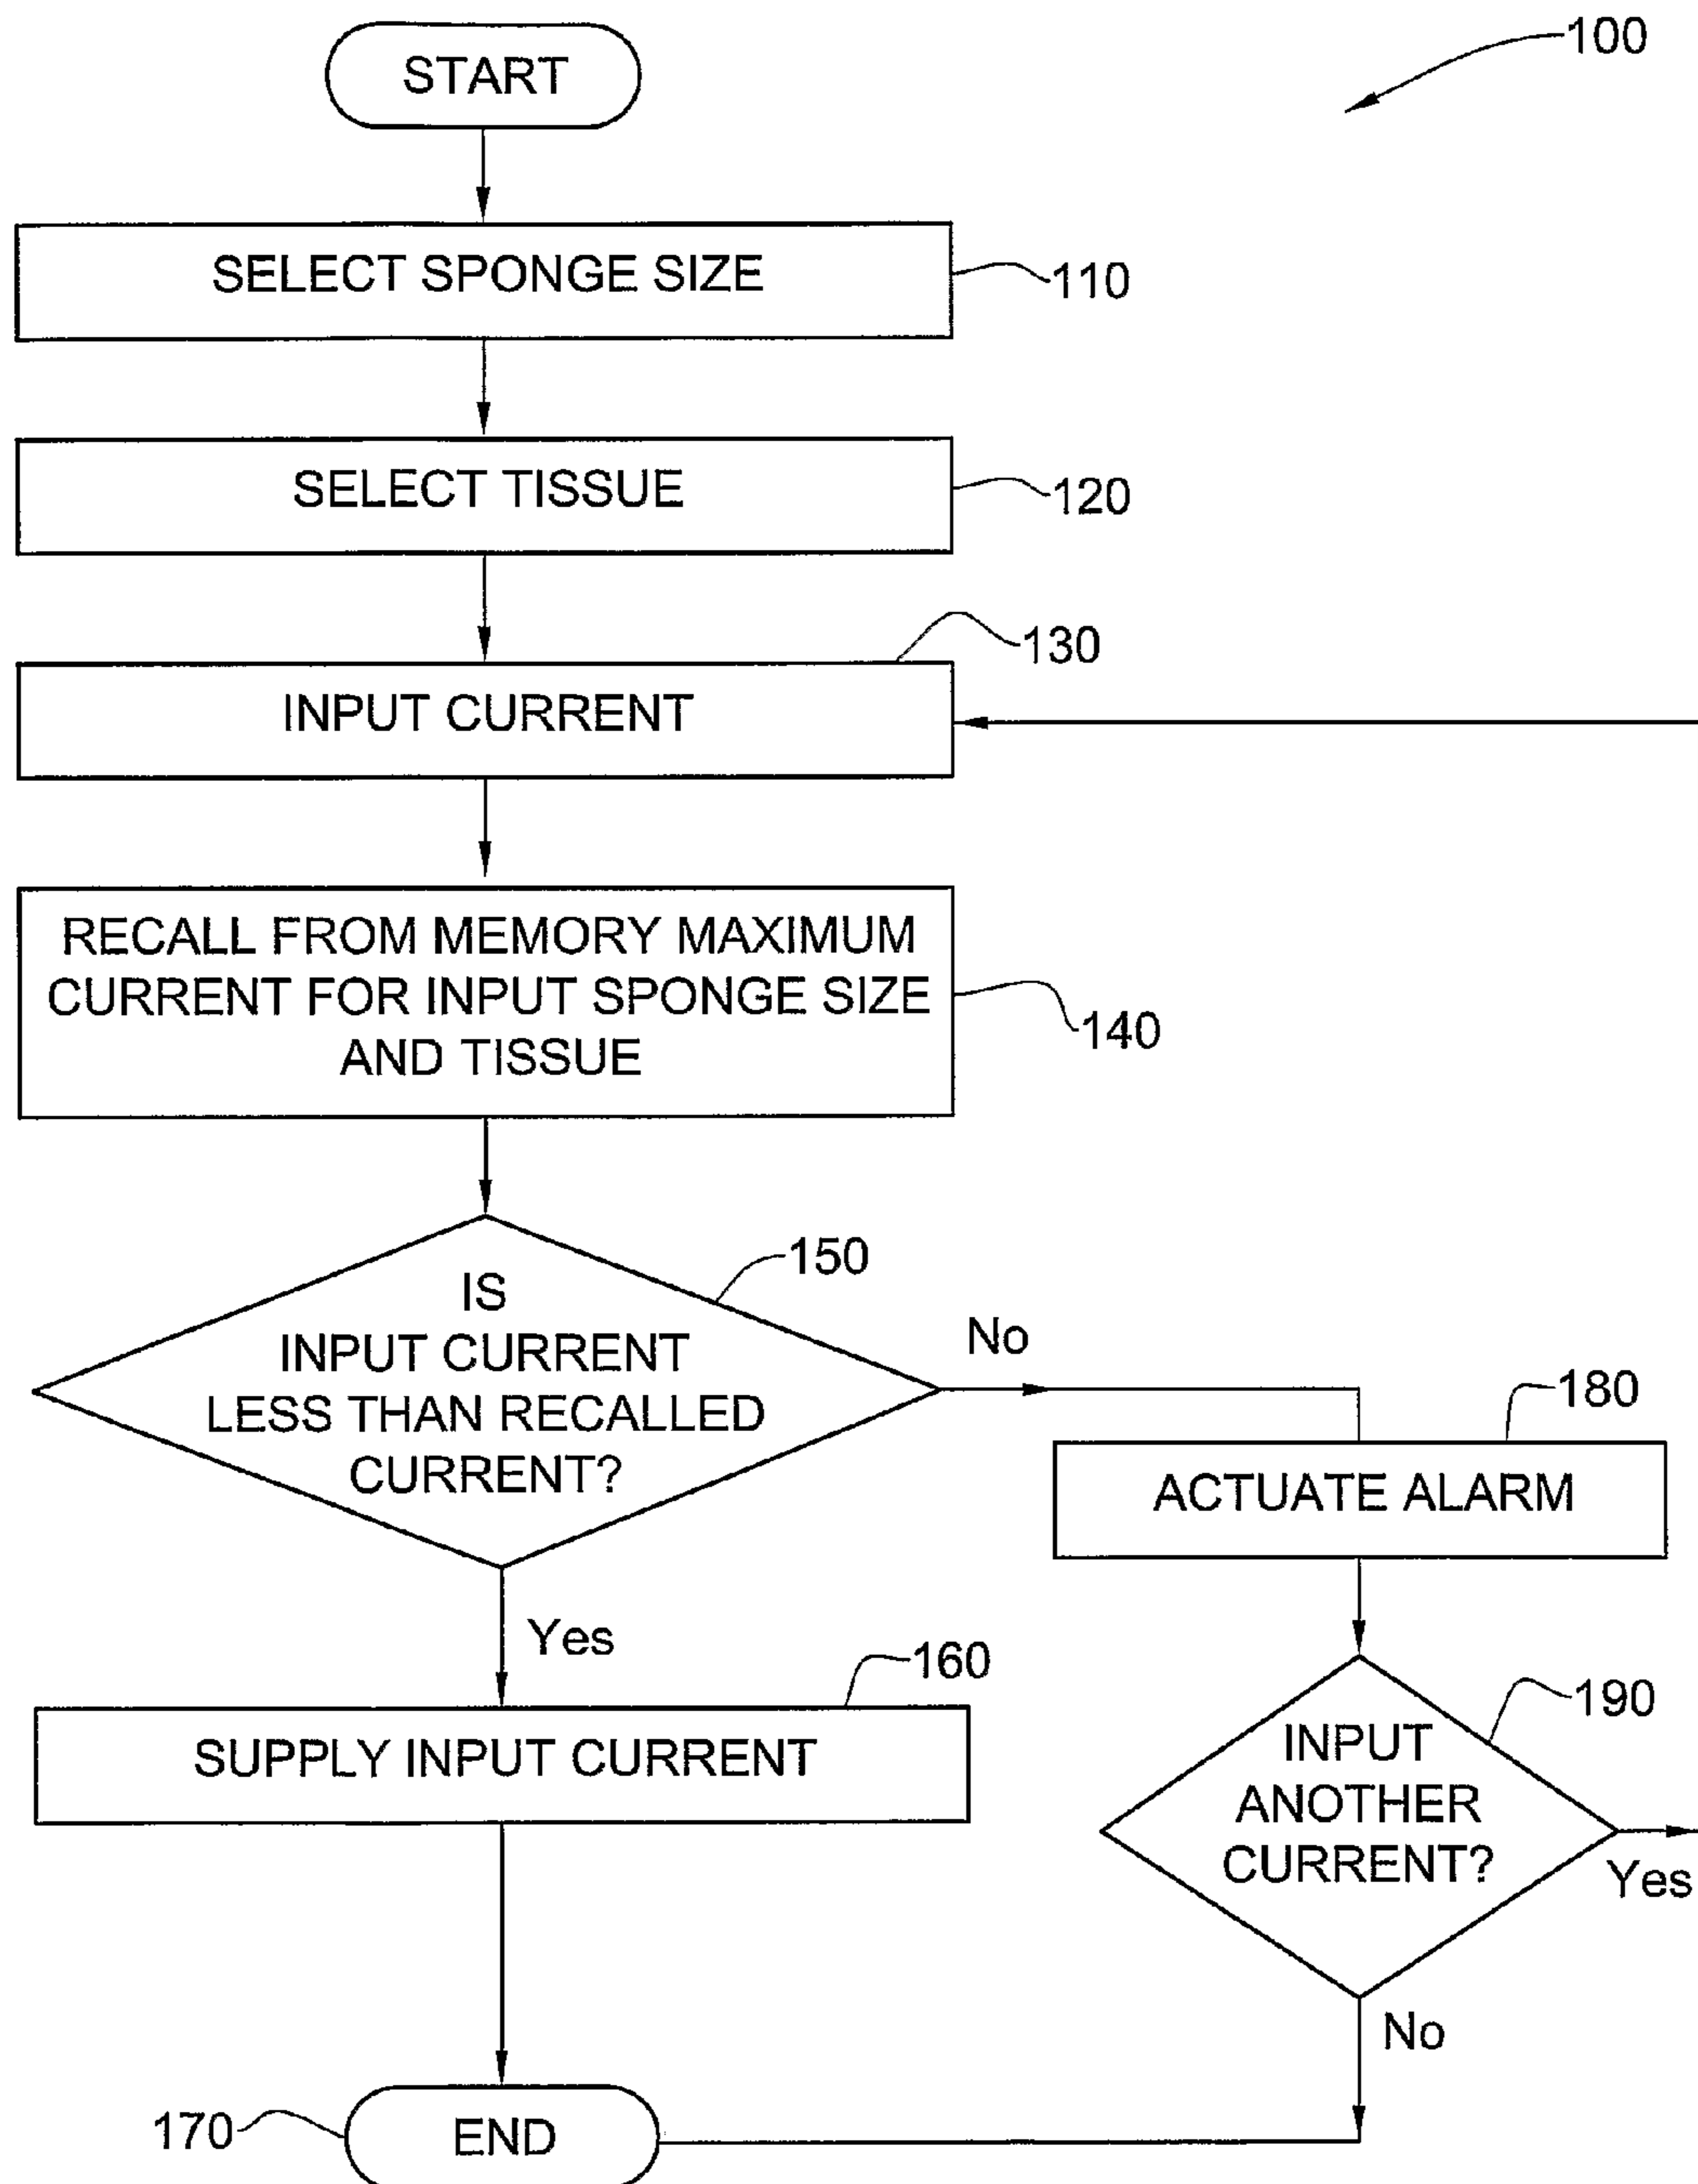 START
100
SELECT SPONGE SIZE
110
SELECT TISSUE
120
130
INPUT CURRENT
RECALL FROM MEMORY MAXIMUM
CURRENT FOR INPUT SPONGE SIZE
AND TISSUE
140
150
IS
INPUT CURRENT
LESS THAN RECALLED
CURRENT?
No
180
ACTUATE ALARM
Yes
160
SUPPLY INPUT CURRENT
190
INPUT
ANOTHER
CURRENT?
Yes
No
170
END